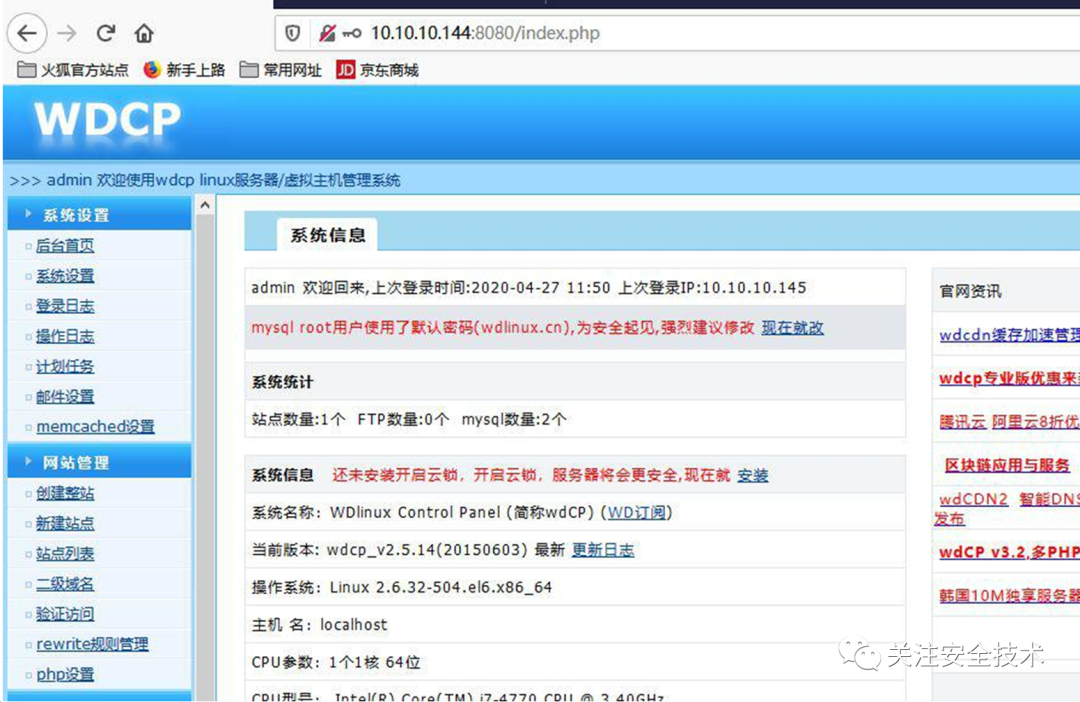 10.10.10.144:8080/index.php
火狐官方站点 新手上路 常用网址 JD 京东商城
WDCP
>>> admin 欢迎使用wdcp linux服务器/虚拟主机管理系统
系统设置
后台首页
系统设置
登录日志
操作日志
计划任务
邮件设置
memcached设置
网站管理
创建整站
新建站点
站点列表
二级域名
验证访问
rewrite规则管理
php设置
系统信息
admin 欢迎回来,上次登录时间:2020-04-27 11:50 上次登录IP:10.10.10.145
mysql root用户使用了默认密码(wdlinux.cn),为安全起见,强烈建议修改 现在就改
系统统计
站点数量:1个 FTP数量:0个 mysql数量:2个
系统信息 还未安装开启云锁，开启云锁，服务器将会更安全,现在就 安装
系统名称：WDlinux Control Panel (简称wdCP) (WD订阅)
当前版本: wdcp_v2.5.14(20150603) 最新 更新日志
操作系统：Linux 2.6.32-504.el6.x86_64
主机 名：localhost
CPU参数：1个1核 64位
CPU型号： Intel(R) Core(TM) i7-4770 CPU @ 3.40GHz
官网资讯
wdcdn缓存加速管理
wdcp专业版优惠来
腾讯云 阿里云8折优
区块链应用与服务
wdCDN2 智能DNS
发布
wdCP v3.2,多PHP
韩国10M独享服务器
关注安全技术